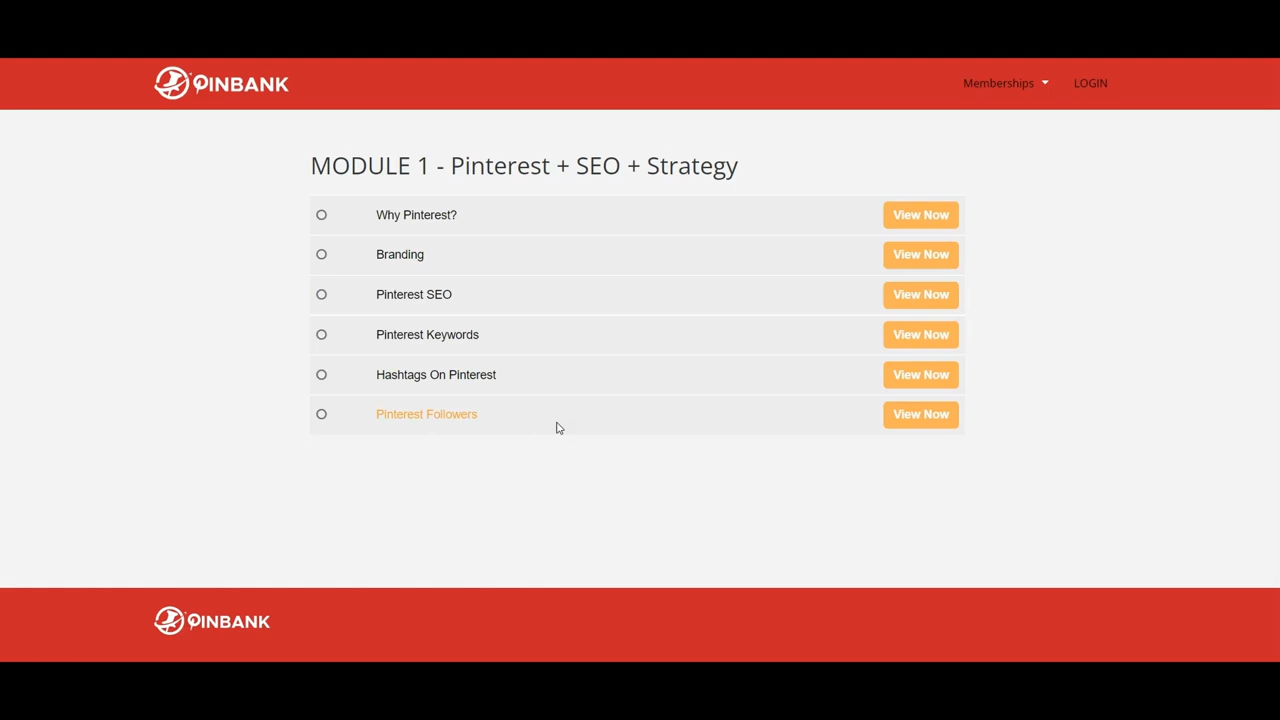 PINBANK
Memberships
LOGIN
MODULE 1 - Pinterest + SEO + Strategy
Why Pinterest?
View Now
Branding
View Now
Pinterest SEO
View Now
Pinterest Keywords
View Now
Hashtags On Pinterest
View Now
Pinterest Followers
View Now
PINBANK